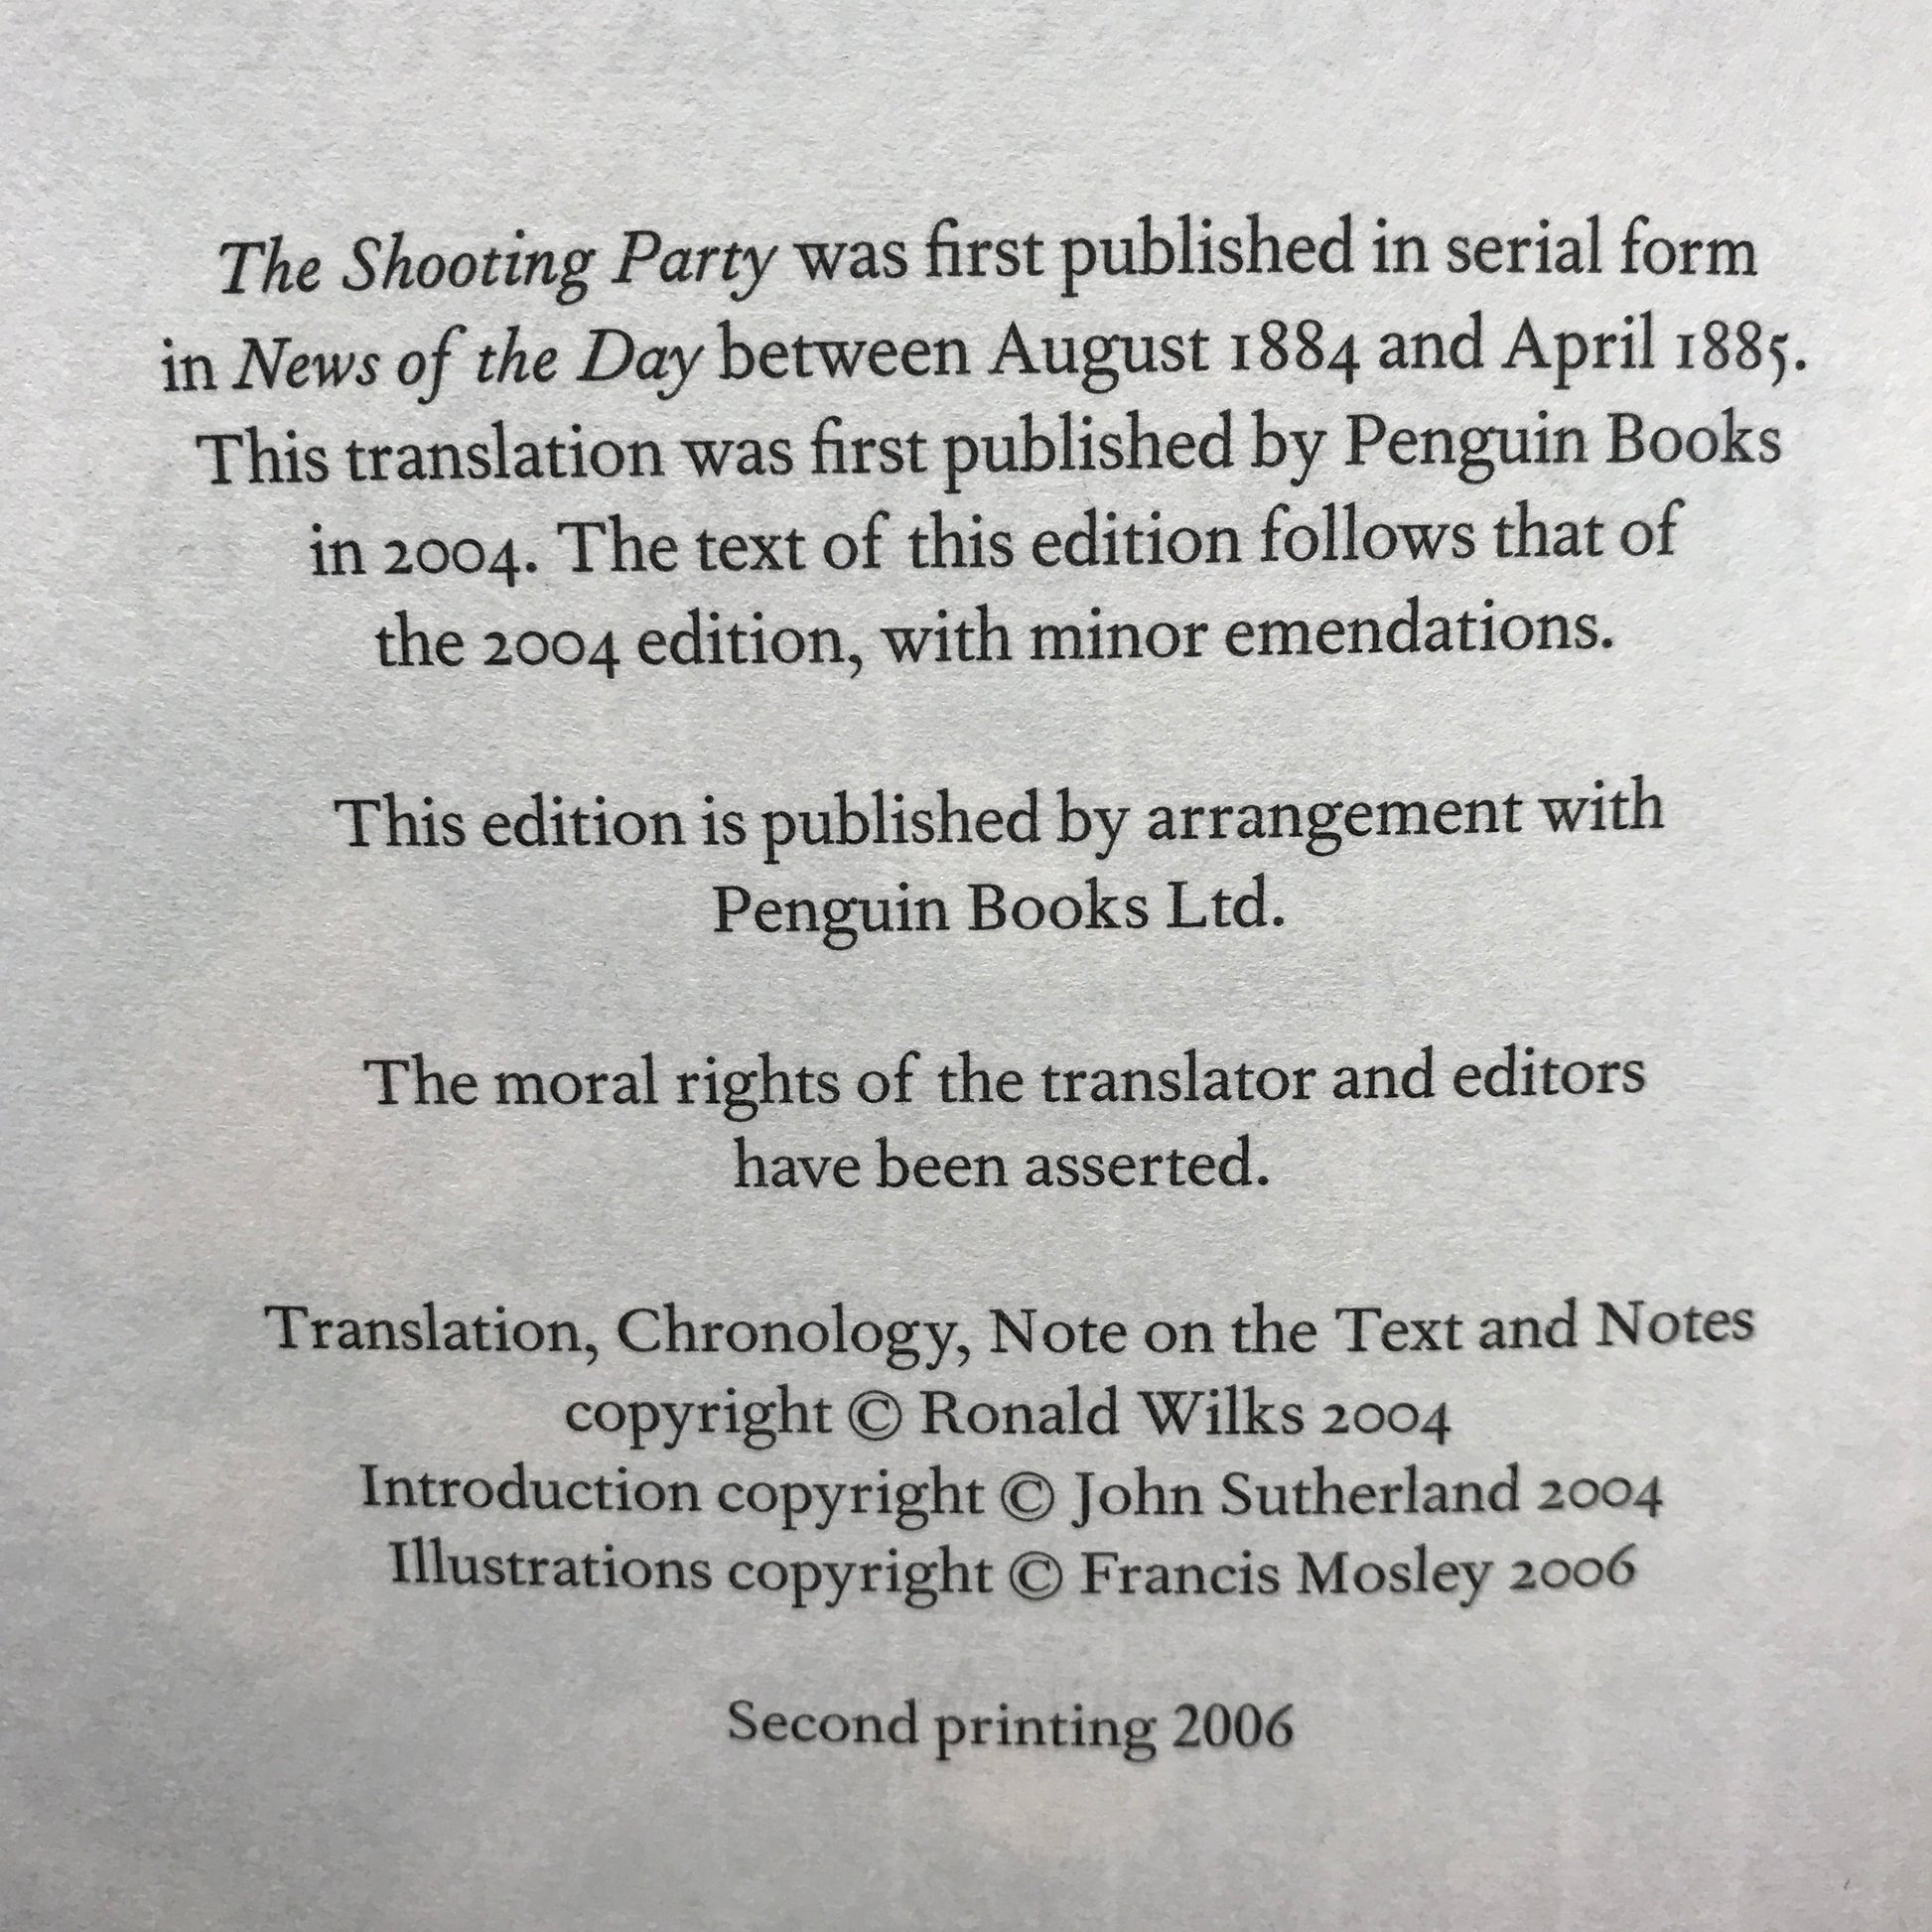 The Shooting Party was first published in serial form
in News of the Day between August 1884 and April 1885.
This translation was first published by Penguin Books
in 2004. The text of this edition follows that of
the 2004 edition, with minor emendations.
This edition is published by arrangement with
Penguin Books Ltd.
The moral rights of the translator and editors
have been asserted.
Translation, Chronology, Note on the Text and Notes
copyright © Ronald Wilks 2004
Introduction copyright © John Sutherland 2004
Illustrations copyright © Francis Mosley 2006
Second printing 2006